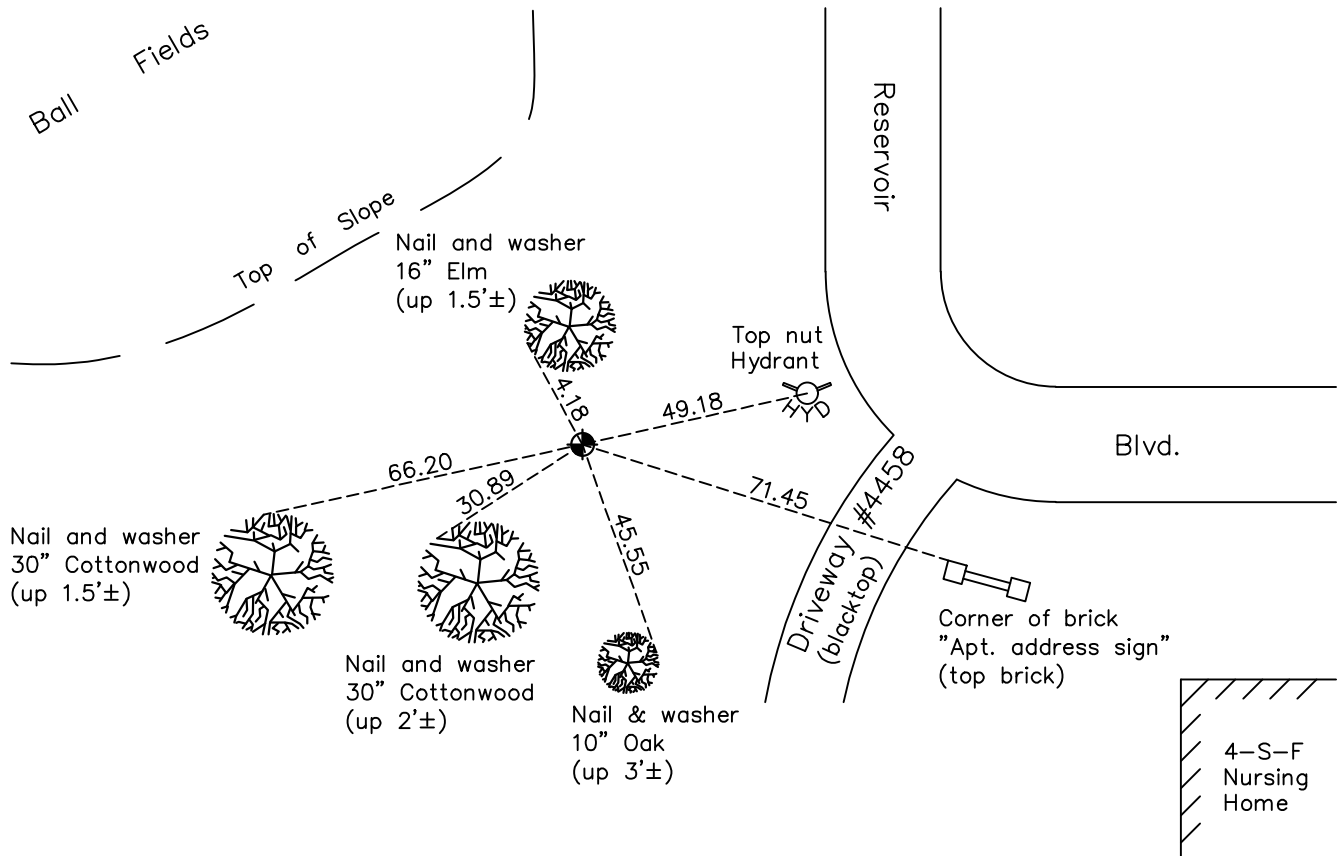 Ball Fields
Top of Slope
Reservoir
Blvd.
Nail and washer
16" Elm
(up 1.5'±)
Top nut
Hydrant
HYD
4.18
49.18
66.20
30.89
45.55
71.45
Nail and washer
30" Cottonwood
(up 1.5'±)
Nail and washer
30" Cottonwood
(up 2'±)
Nail & washer
10" Oak
(up 3'±)
Driveway #4458
(blacktop)
Corner of brick
"Apt. address sign"
(top brick)
4-S-F
Nursing
Home